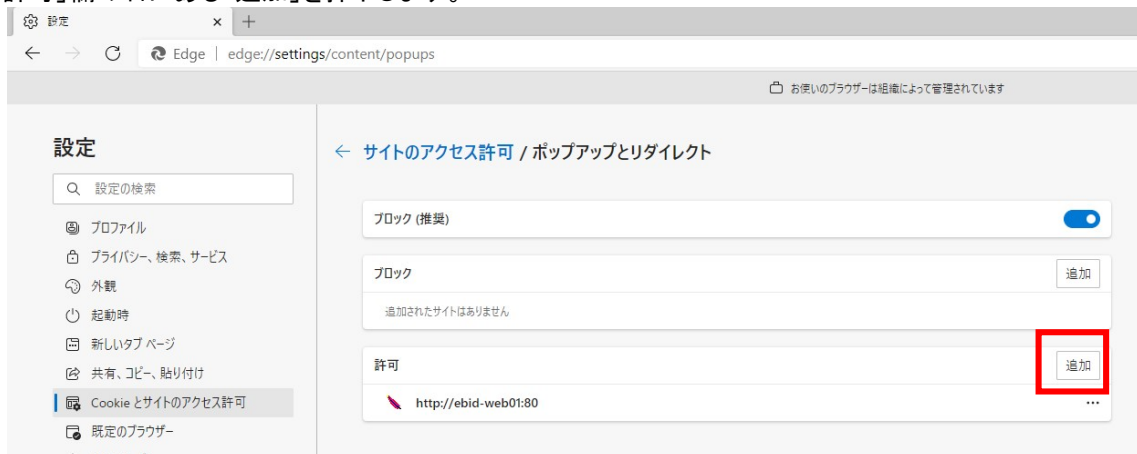 設定
Edge | edge://settings/content/popups
お使いのブラウザーは組織によって管理されています
設定
設定の検索
プロファイル
プライバシー、検索、サービス
外観
起動時
新しいタブ ページ
共有、コピー、貼り付け
Cookie とサイトのアクセス許可
既定のブラウザー
サイトのアクセス許可 / ポップアップとリダイレクト
ブロック (推奨)
ブロック
追加
追加されたサイトはありません
許可
追加
http://ebid-web01:80